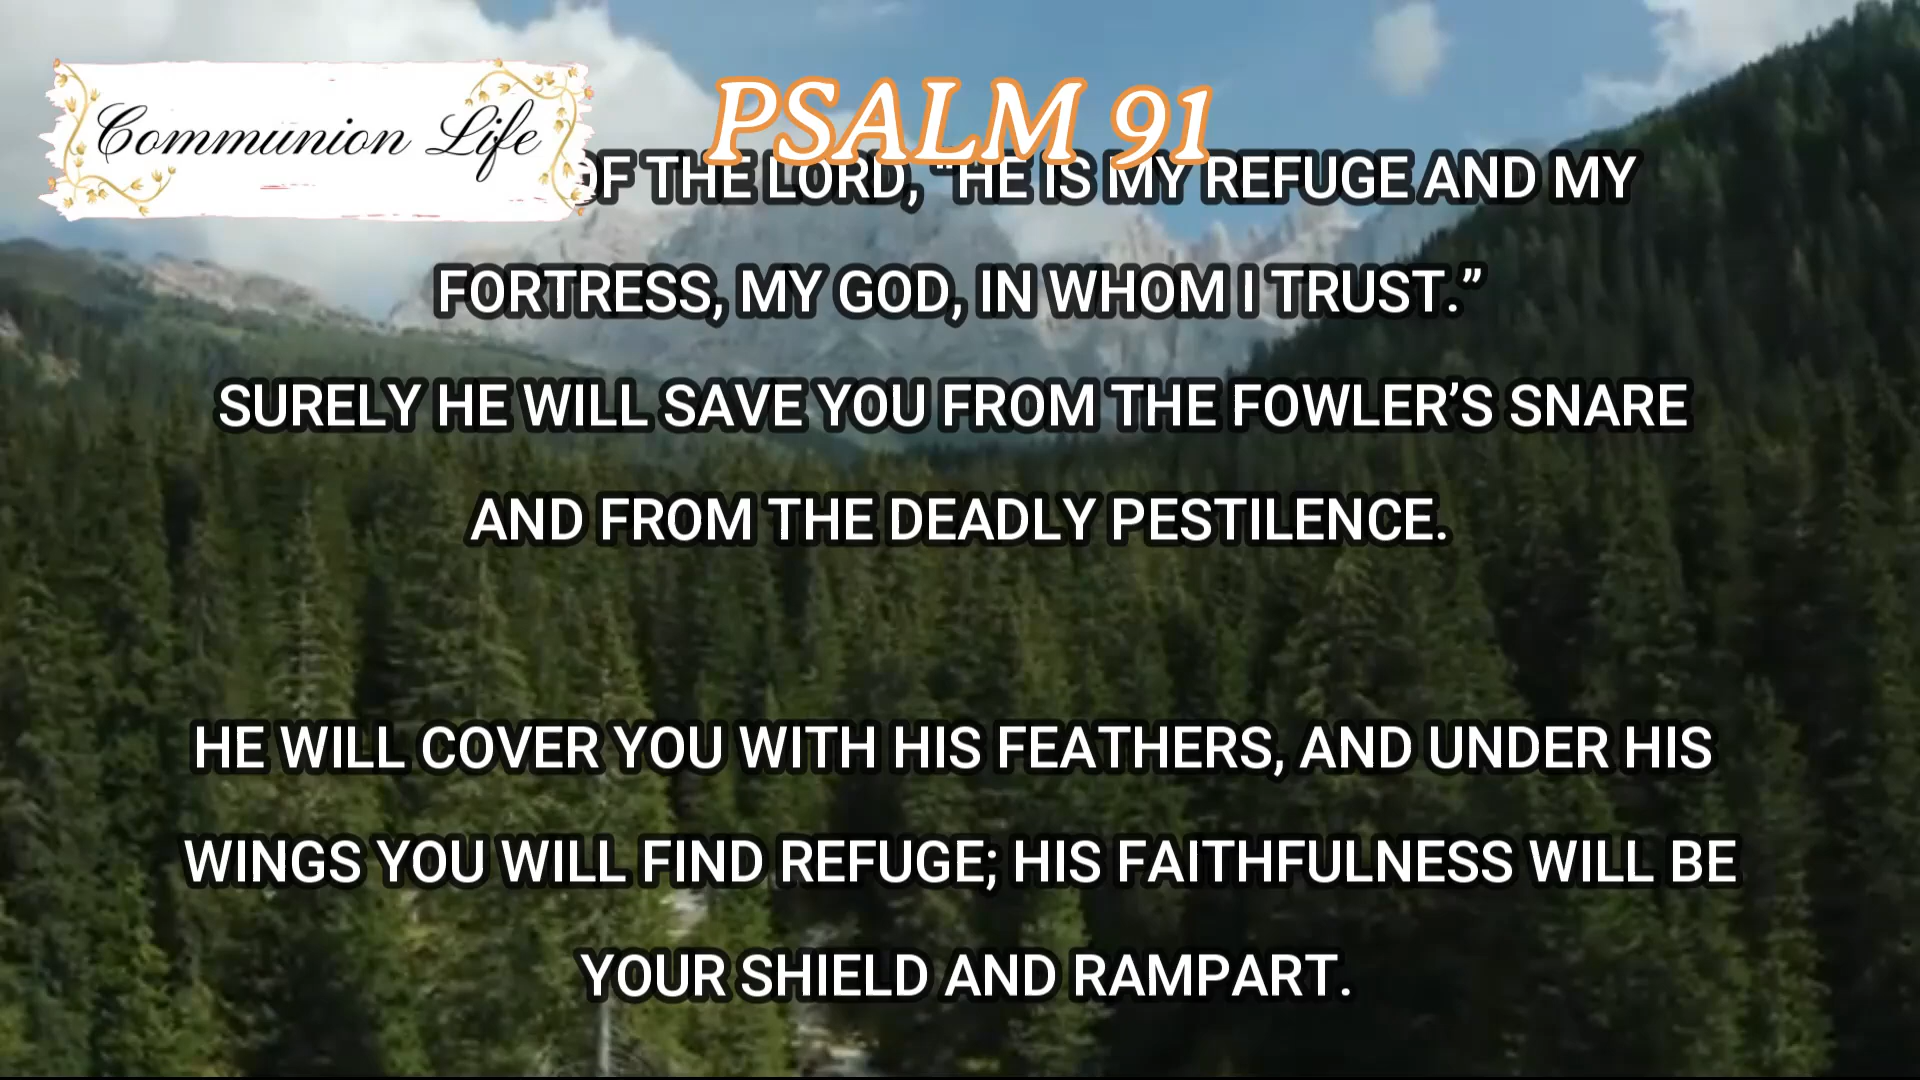 Communion Life
PSALM 91
OF THE LORD, "HE IS MY REFUGE AND MY
FORTRESS, MY GOD, IN WHOM I TRUST.”
SURELY HE WILL SAVE YOU FROM THE FOWLER’S SNARE
AND FROM THE DEADLY PESTILENCE.
HE WILL COVER YOU WITH HIS FEATHERS, AND UNDER HIS
WINGS YOU WILL FIND REFUGE; HIS FAITHFULNESS WILL BE
YOUR SHIELD AND RAMPART.